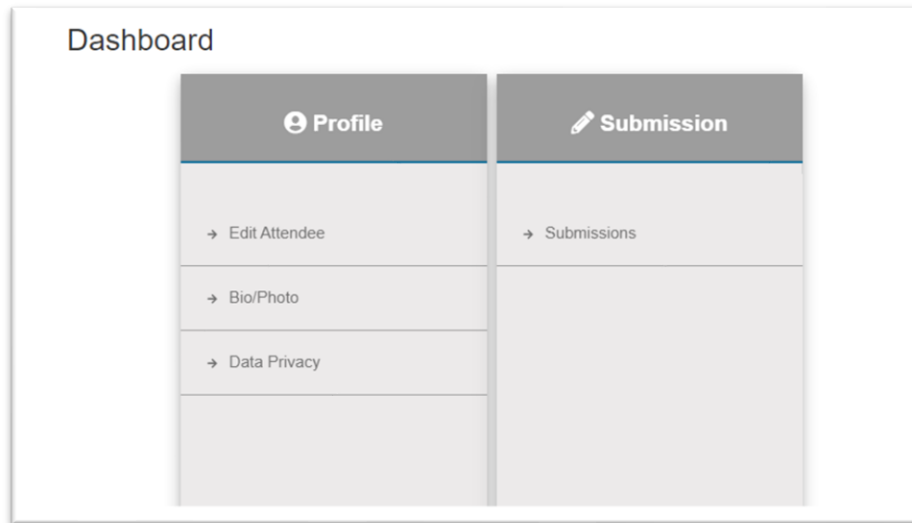 Dashboard
Profile
Edit Attendee
Bio/Photo
Data Privacy
Submission
Submissions